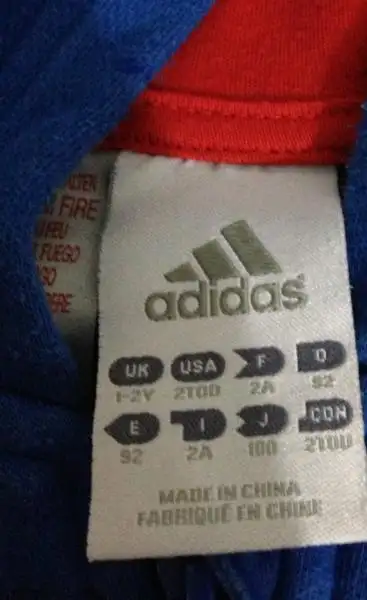 FIRE
FUEGO
adidas
UK USA F D
1-2Y 2TOD 2A 92
E I J CDN
92 2A 100 2TOD
MADE IN CHINA
FABRIQUÉ EN CHINE